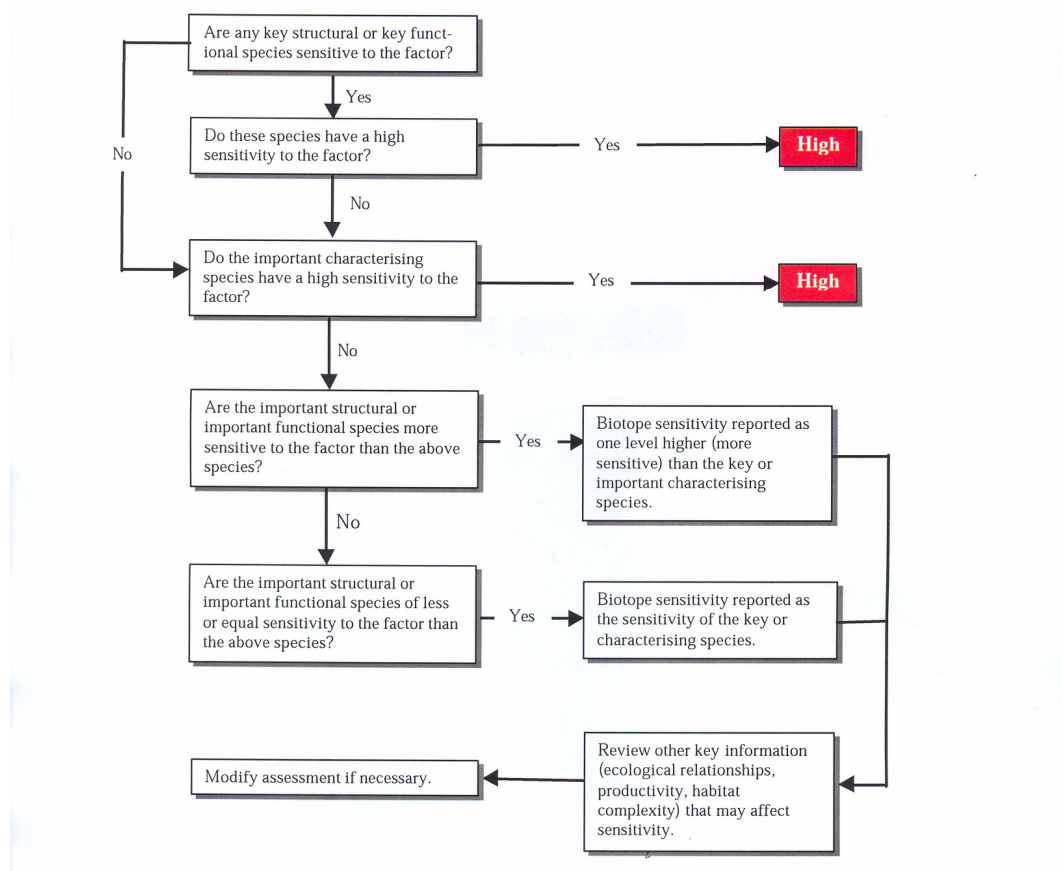 Are any key structural or key funct-
ional species sensitive to the factor?
Yes
No
Do these species have a high
sensitivity to the factor?
Yes
High
No
Do the important characterising
species have a high sensitivity to the
factor?
Yes
High
No
Are the important structural or
important functional species more
sensitive to the factor than the above
species?
Yes
Biotope sensitivity reported as
one level higher (more
sensitive) than the key or
important characterising
species.
No
Are the important structural or
important functional species of less
or equal sensitivity to the factor than
the above species?
Yes
Biotope sensitivity reported as
the sensitivity of the key or
characterising species.
Review other key information
(ecological relationships,
productivity, habitat
complexity) that may affect
sensitivity.
Modify assessment if necessary.